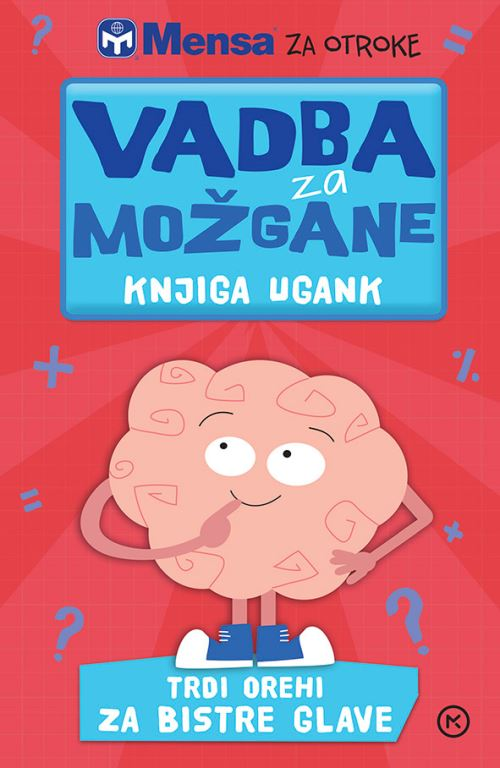 Mensa ZA OTROKE
VADBA
za
MOŽGANE
KNJIGA UGANK
TRDI OREHI
ZA BISTRE GLAVE